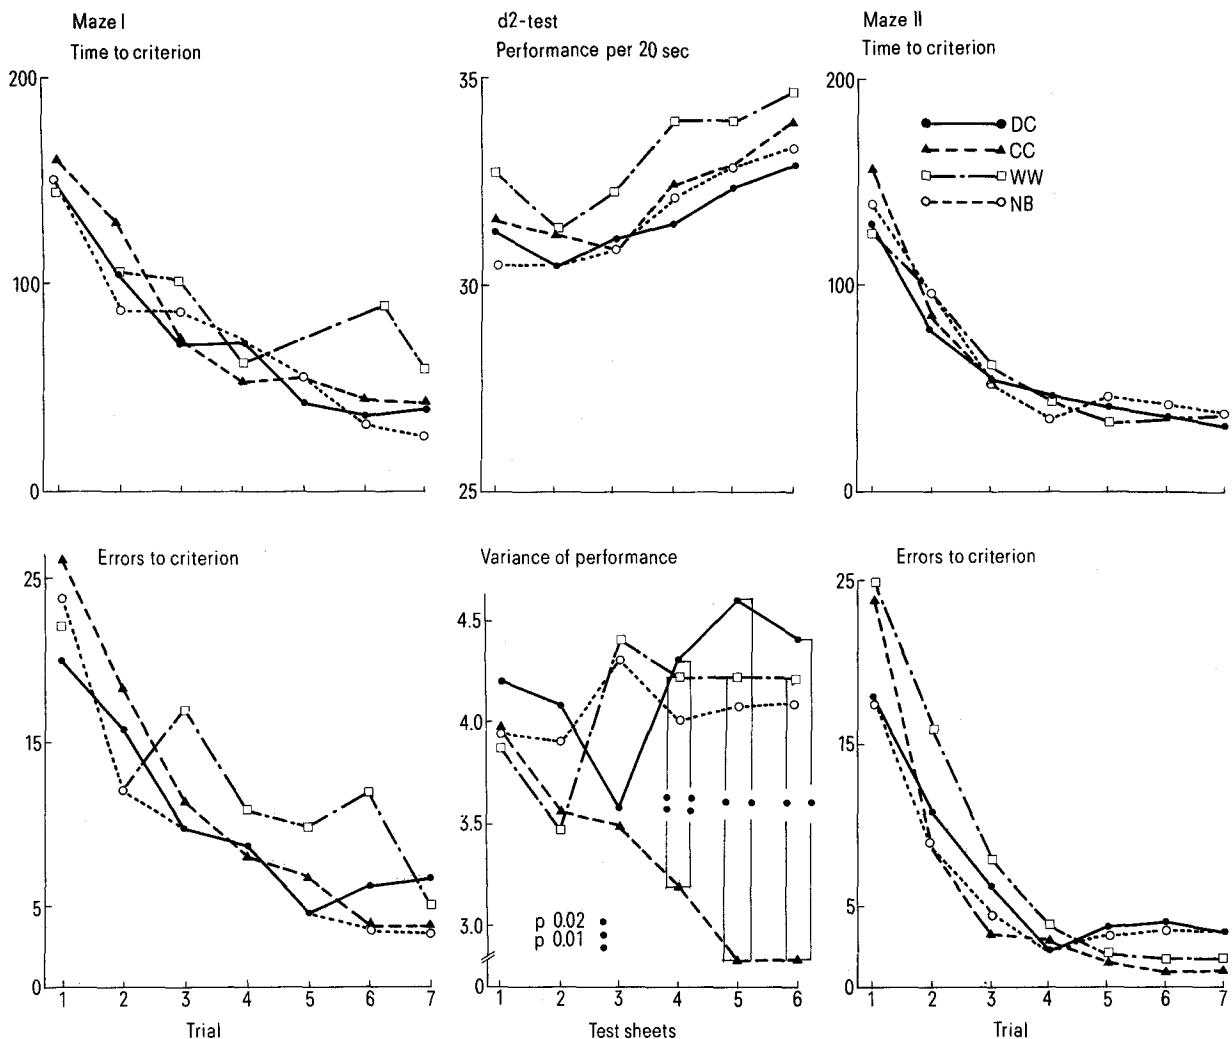 Maze I
Time to criterion
200
100
0
d2-test
Performance per 20 sec
35
30
25
Maze II
Time to criterion
200
100
0
DC
CC
WW
NB
Errors to criterion
25
15
5
0
1 2 3 4 5 6 7
Trial
Variance of performance
4.5
4.0
3.5
3.0
0
p 0.02
p 0.01
1 2 3 4 5 6
Test sheets
Errors to criterion
25
15
5
0
1 2 3 4 5 6 7
Trial